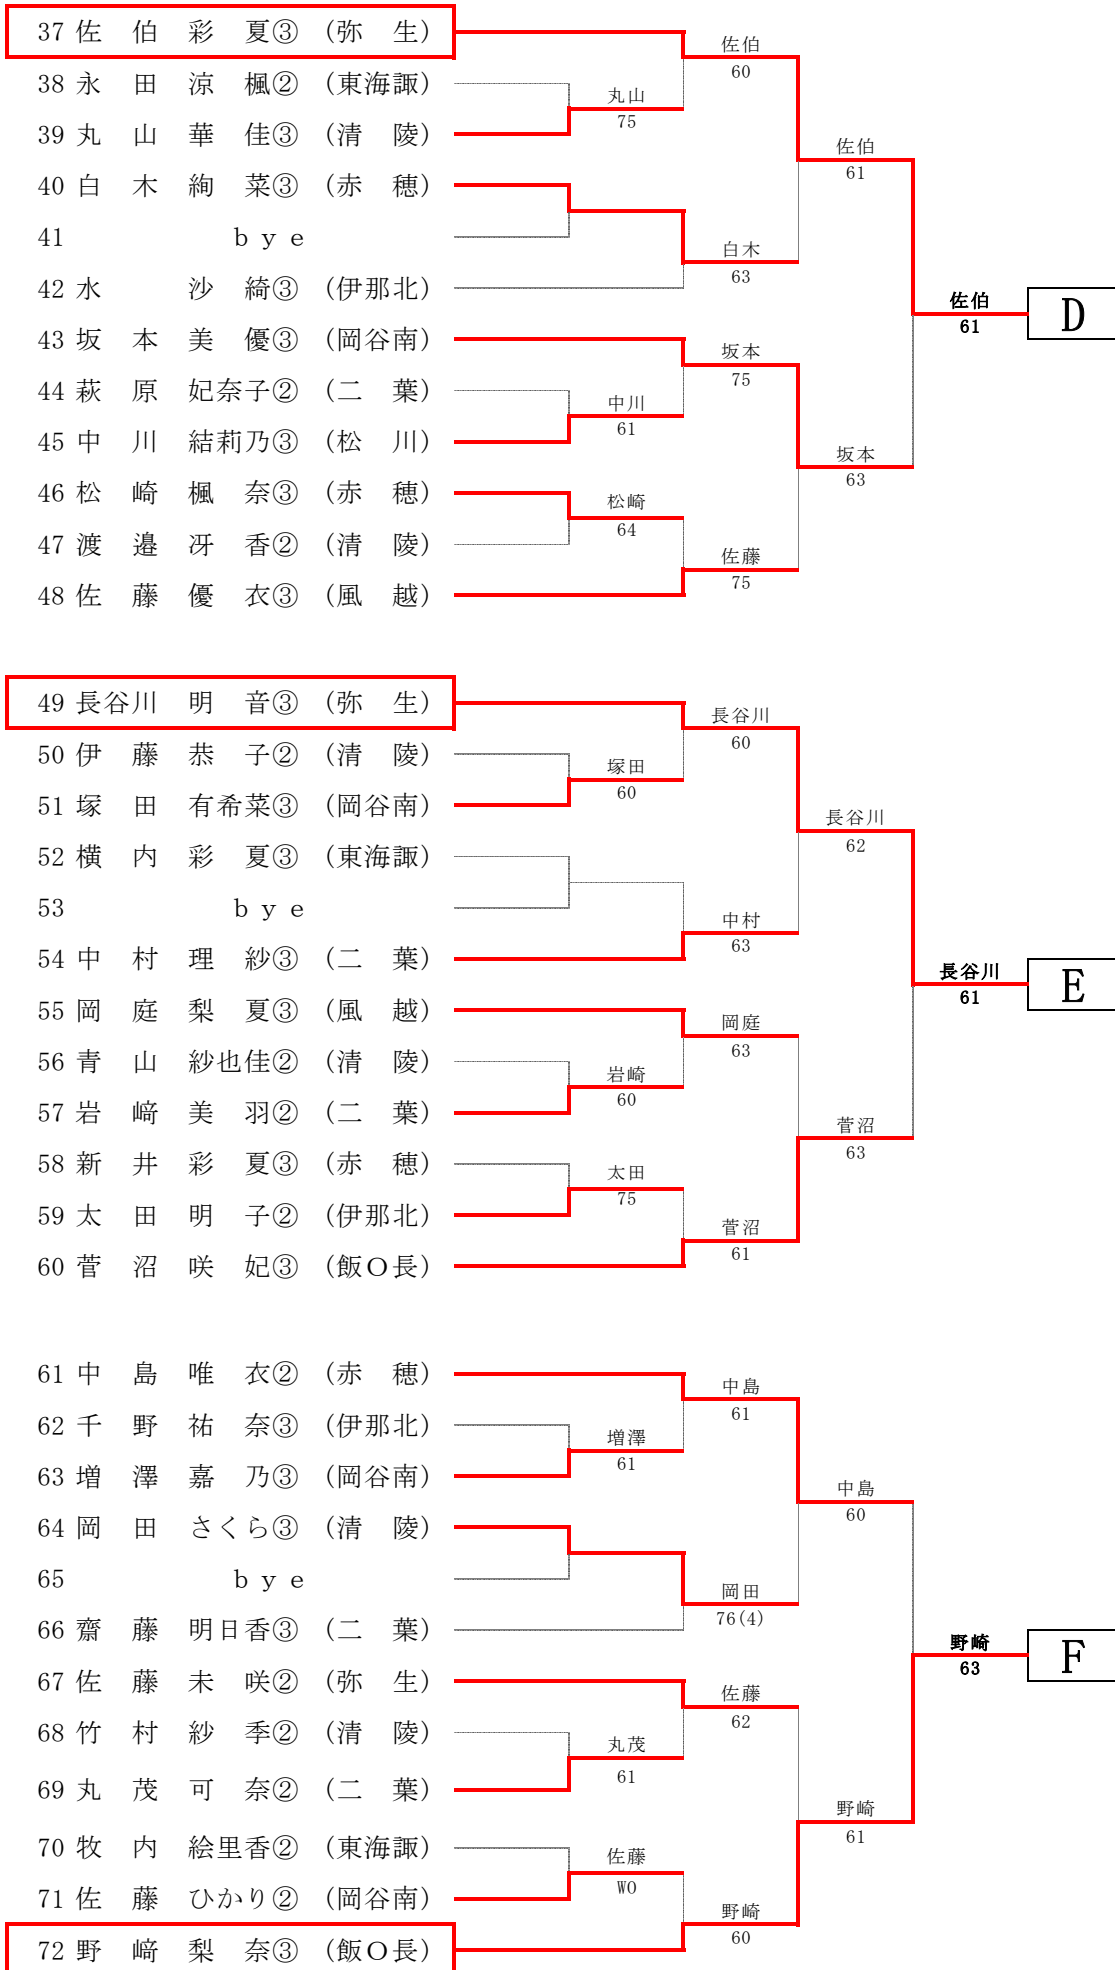 37 佐 伯 彩 夏③ (弥 生)
佐伯
60
38 永 田 涼 楓② (東海諏)
丸山
75
39 丸 山 華 佳③ (清 陵)
佐伯
61
40 白 木 絢 菜③ (赤 穂)
41 bye
白木
63
42 水 沙 綺③ (伊那北)
佐伯
61
D
43 坂 本 美 優③ (岡谷南)
坂本
75
44 萩 原 妃奈子② (二 葉)
中川
61
45 中 川 結莉乃③ (松 川)
坂本
63
46 松 崎 楓 奈③ (赤 穂)
松崎
64
47 渡 邉 冴 香② (清 陵)
佐藤
75
48 佐 藤 優 衣③ (風 越)
49 長谷川 明 音③ (弥 生)
長谷川
60
50 伊 藤 恭 子② (清 陵)
塚田
60
51 塚 田 有希菜③ (岡谷南)
長谷川
62
52 横 内 彩 夏③ (東海諏)
53 bye
中村
63
54 中 村 理 紗③ (二 葉)
長谷川
61
E
55 岡 庭 梨 夏③ (風 越)
岡庭
63
56 青 山 紗也佳② (清 陵)
岩崎
60
57 岩 﨑 美 羽② (二 葉)
菅沼
63
58 新 井 彩 夏③ (赤 穂)
太田
75
59 太 田 明 子② (伊那北)
菅沼
61
60 菅 沼 咲 妃③ (飯O長)
61 中 島 唯 衣② (赤 穂)
中島
61
62 千 野 祐 奈③ (伊那北)
増澤
61
63 増 澤 嘉 乃③ (岡谷南)
中島
60
64 岡 田 さくら③ (清 陵)
65 bye
岡田
76(4)
66 齋 藤 明日香③ (二 葉)
野崎
63
F
67 佐 藤 未 咲② (弥 生)
佐藤
62
68 竹 村 紗 季② (清 陵)
丸茂
61
69 丸 茂 可 奈② (二 葉)
野崎
61
70 牧 内 絵里香② (東海諏)
佐藤
WO
71 佐 藤 ひかり② (岡谷南)
野崎
60
72 野 﨑 梨 奈③ (飯O長)